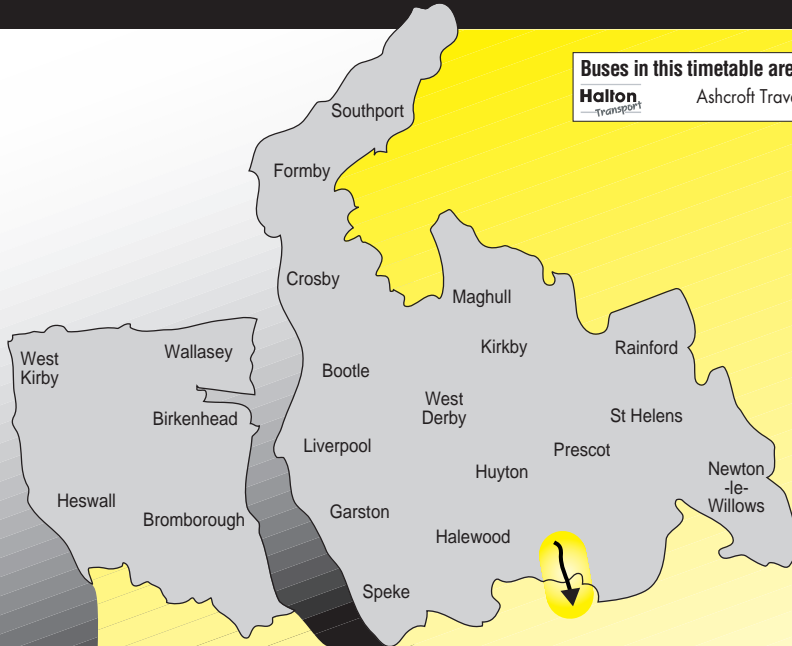 Buses in this timetable are
Halton
Transport
Ashcroft Trave
Southport
Formby
Crosby
Maghull
Kirkby
Rainford
West
Kirby
Wallasey
Bootle
West
Derby
Birkenhead
St Helens
Liverpool
Prescot
Huyton
Newton
-le-
Willows
Heswall
Garston
Bromborough
Halewood
Speke